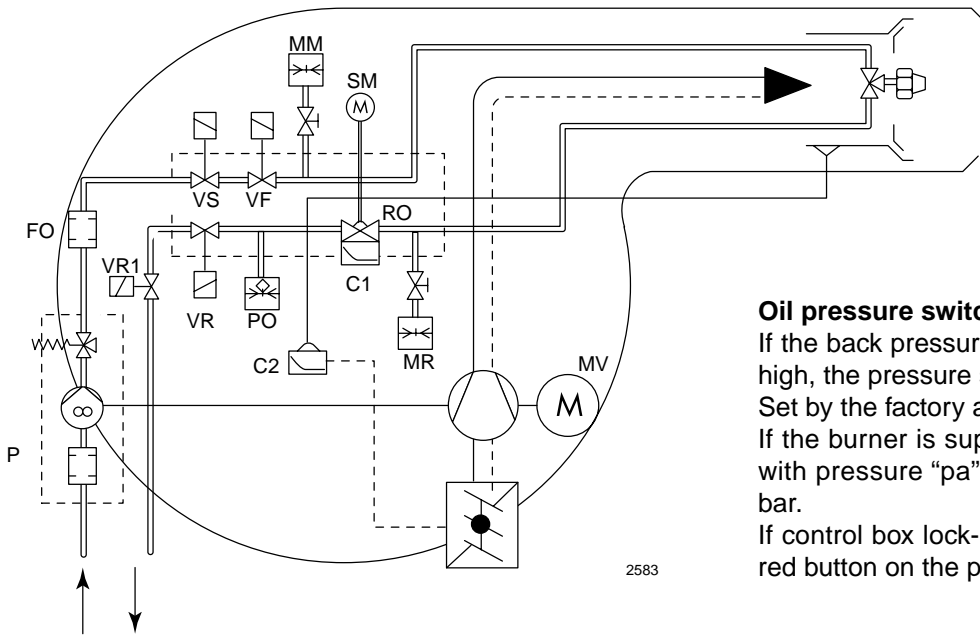 MM
SM
M
VS
VF
FO
RO
VR1
C1
VR
PO
MR
C2
MV
M
P
2583
Oil pressure switc
If the back pressur
high, the pressure
Set by the factory a
If the burner is sup
with pressure “pa”
bar.
If control box lock-
red button on the p